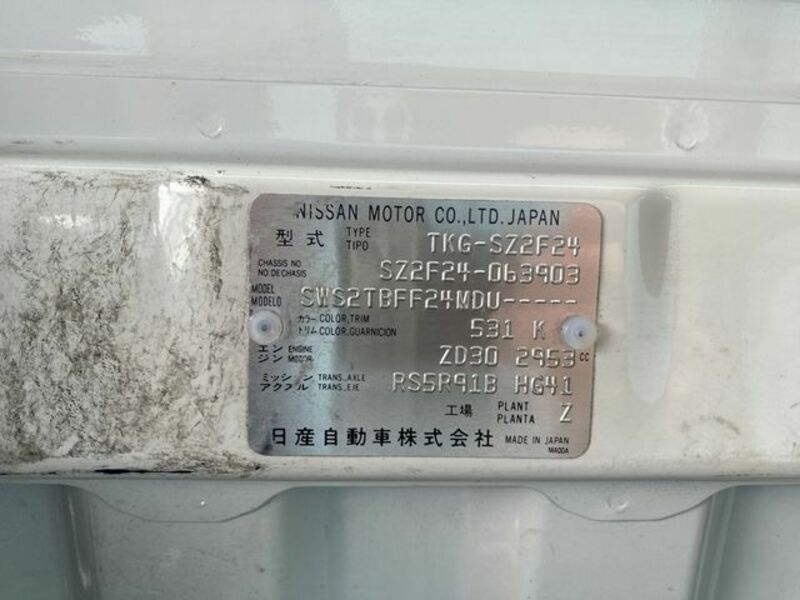 NISSAN MOTOR CO.,LTD. JAPAN
型式 TYPE TIPO TKG-SZ2F24
CHASSIS NO. NO. DE CHASIS SZ2F24-063903
MODEL MODELO SWS2TBFF24MDU-----
カラー COLOR,TRIM トリム COLOR,GUARNICION 531 K
エンジン ENGINE MOTOR ZD30 2953 CC
ミッション TRANS.,AXLE アクスル TRANS.,EJE RS5R91B HG41
工場 PLANT PLANTA Z
日産自動車株式会社 MADE IN JAPAN
MA00A